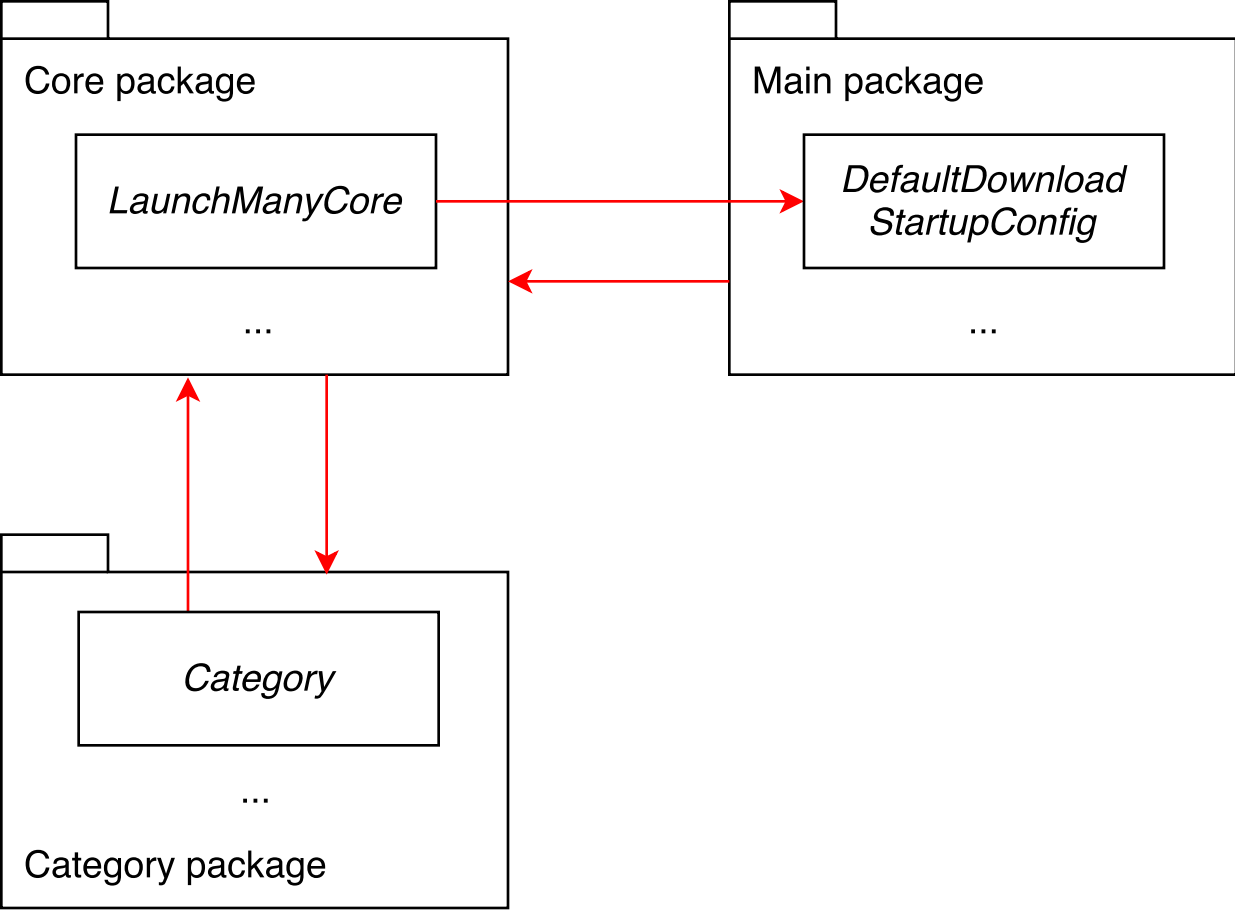 Core package
LaunchManyCore
...
Main package
DefaultDownload
StartupConfig
...
Category
...
Category package